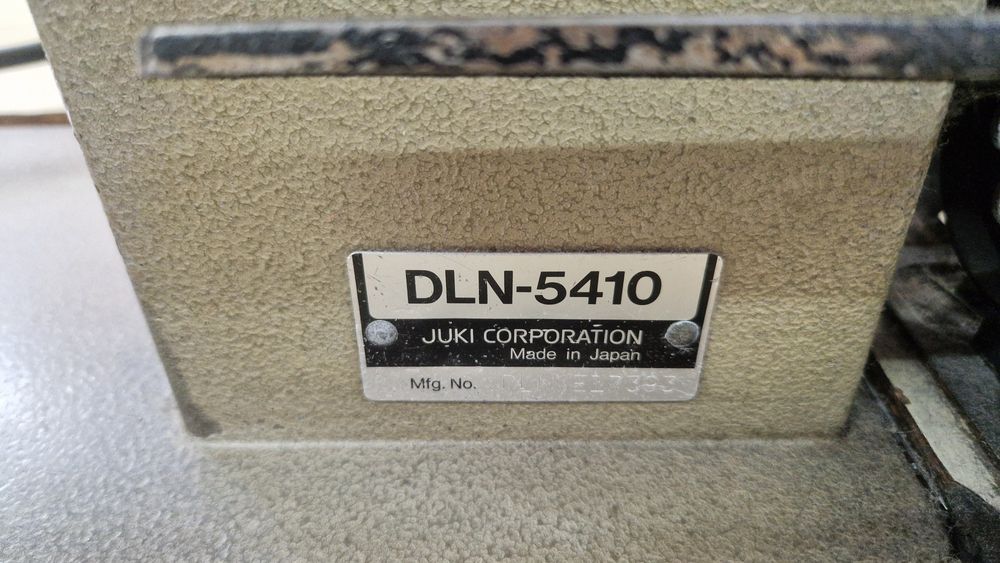 DLN-5410
JUKI CORPORATION
Made in Japan
Mfg. No.